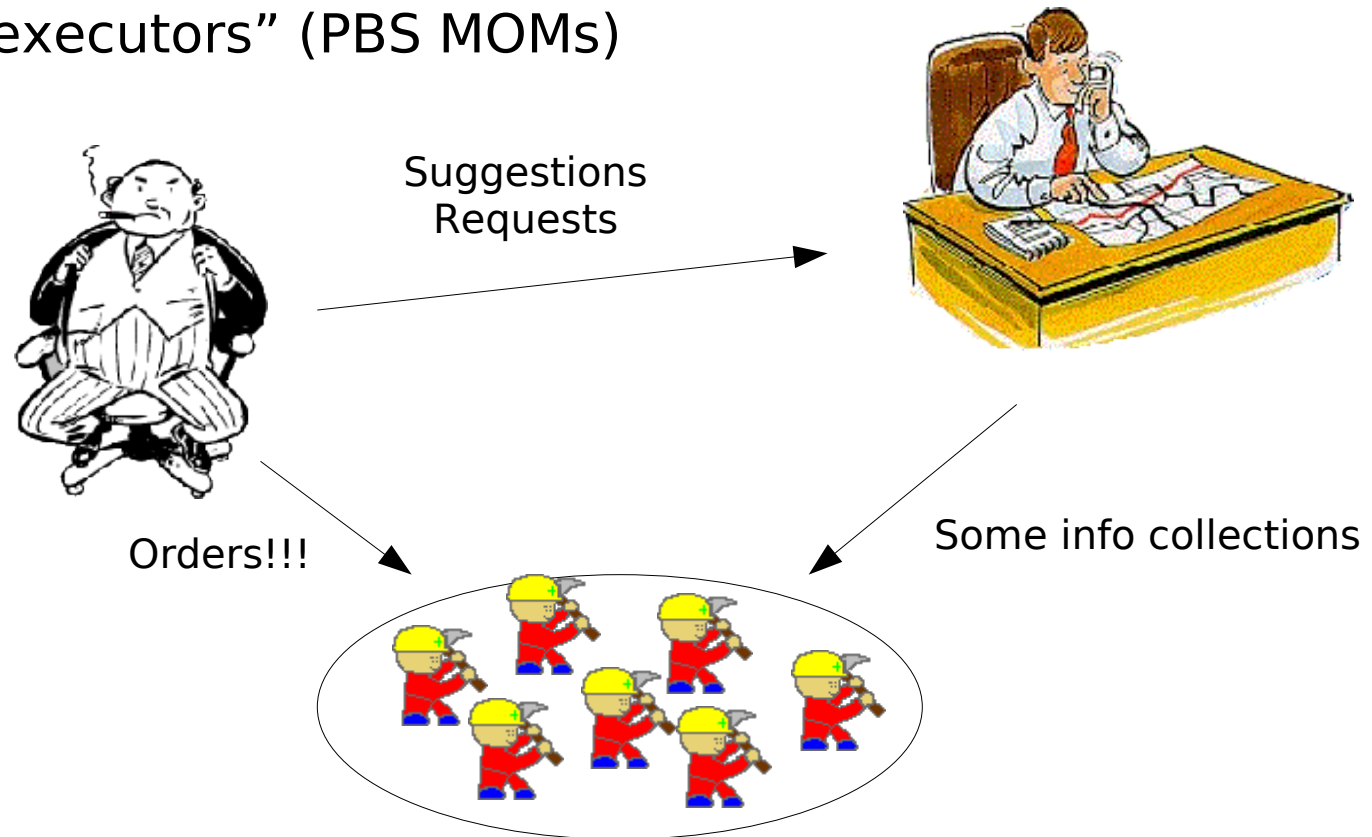 executors” (PBS MOMs)
Suggestions
Requests
Orders!!!
Some info collections